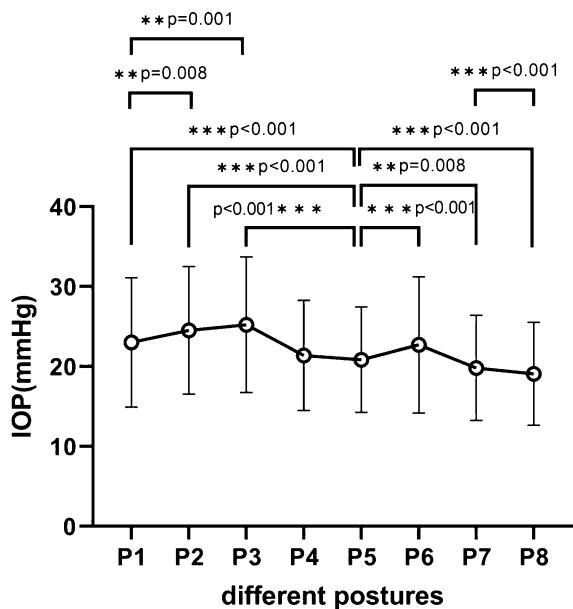 ∗∗p=0.001
∗∗p=0.008
∗∗∗p<0.001
∗∗∗p<0.001 ∗∗∗p<0.001
∗∗∗p<0.001 ∗∗p=0.008
p<0.001∗∗∗ ∗∗∗p<0.001
40
30
20
10
0
IOP(mmHg)
P1 P2 P3 P4 P5 P6 P7 P8
different postures